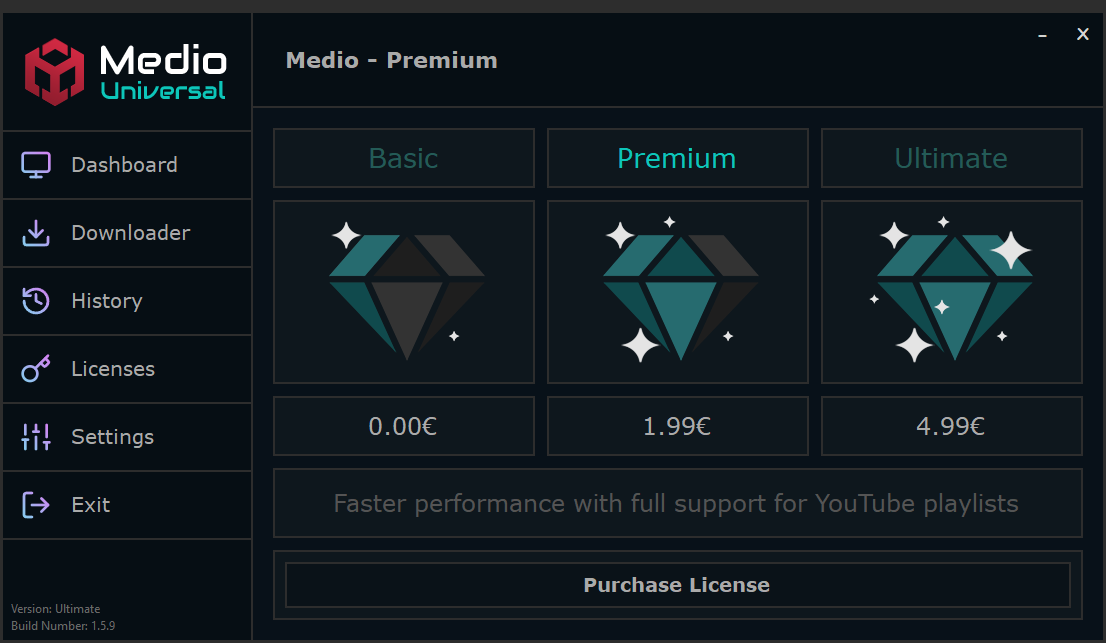 Medio
Universal
Medio - Premium
Dashboard
Downloader
History
Licenses
Settings
Exit
Version: Ultimate
Build Number: 1.5.9
Basic
Premium
Ultimate
0.00€
1.99€
4.99€
Faster performance with full support for YouTube playlists
Purchase License